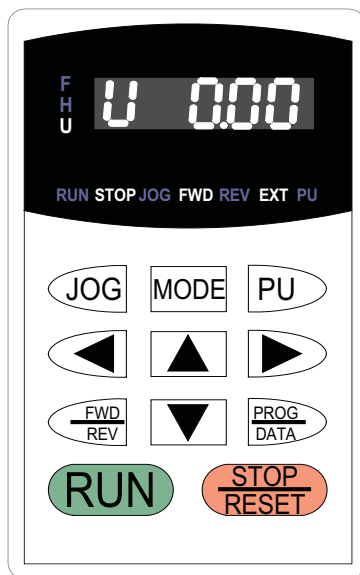 F
H
U
U 0.00
RUN STOP JOG FWD REV EXT PU
JOG MODE PU
FWD
REV
PROG
DATA
RUN
STOP
RESET